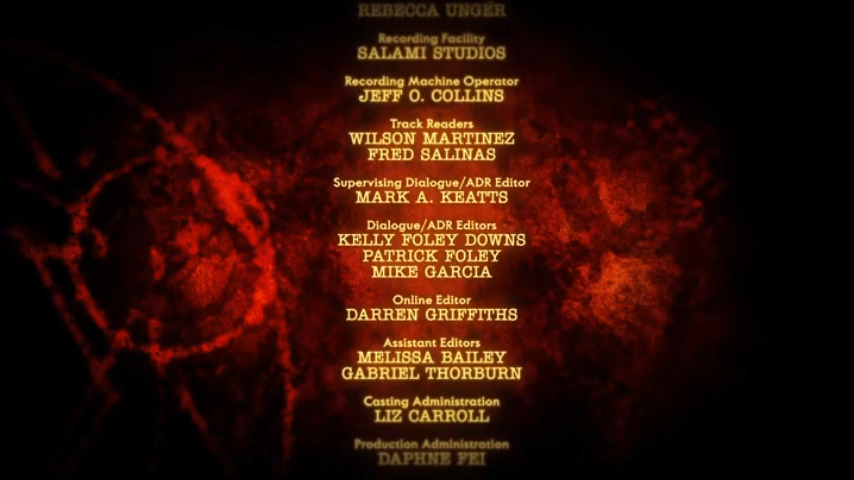 REBECCA UNGER
Recording Facility
SALAMI STUDIOS
Recording Machine Operator
JEFF O. COLLINS
Track Readers
WILSON MARTINEZ
FRED SALINAS
Supervising Dialogue/ADR Editor
MARK A. KEATTS
Dialogue/ADR Editors
KELLY FOLEY DOWNS
PATRICK FOLEY
MIKE GARCIA
Online Editor
DARREN GRIFFITHS
Assistant Editors
MELISSA BAILEY
GABRIEL THORBURN
Casting Administration
LIZ CARROLL
Production Administration
DAPHNE FEI